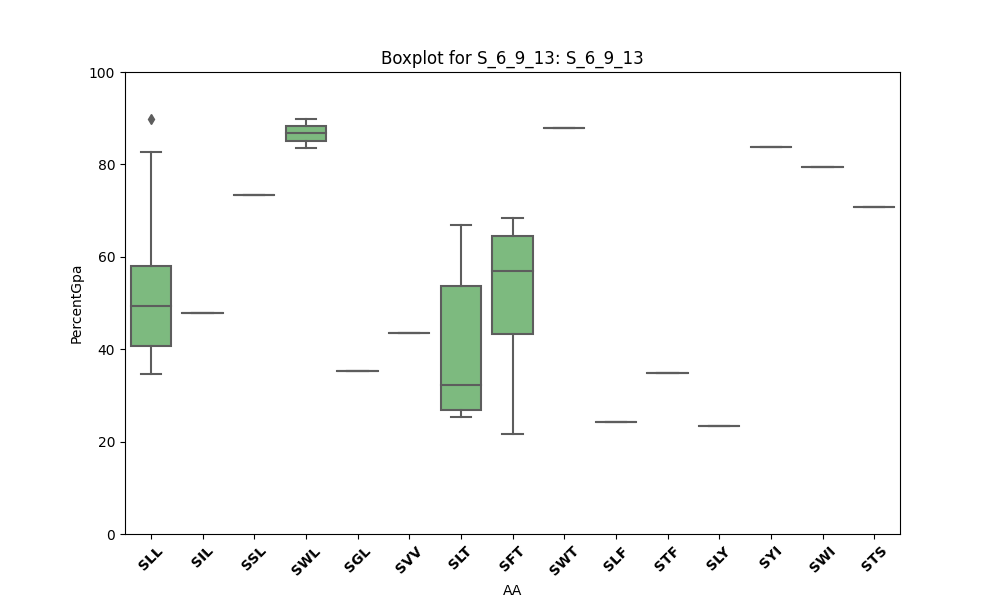 Boxplot for S_6_9_13: S_6_9_13
100
80
60
40
20
0
PercentGpa
SLL
SIL
SSL
SWL
SGL
SVV
SLT
SFT
SWT
SLF
STF
SLY
SYI
SWI
STS
AA